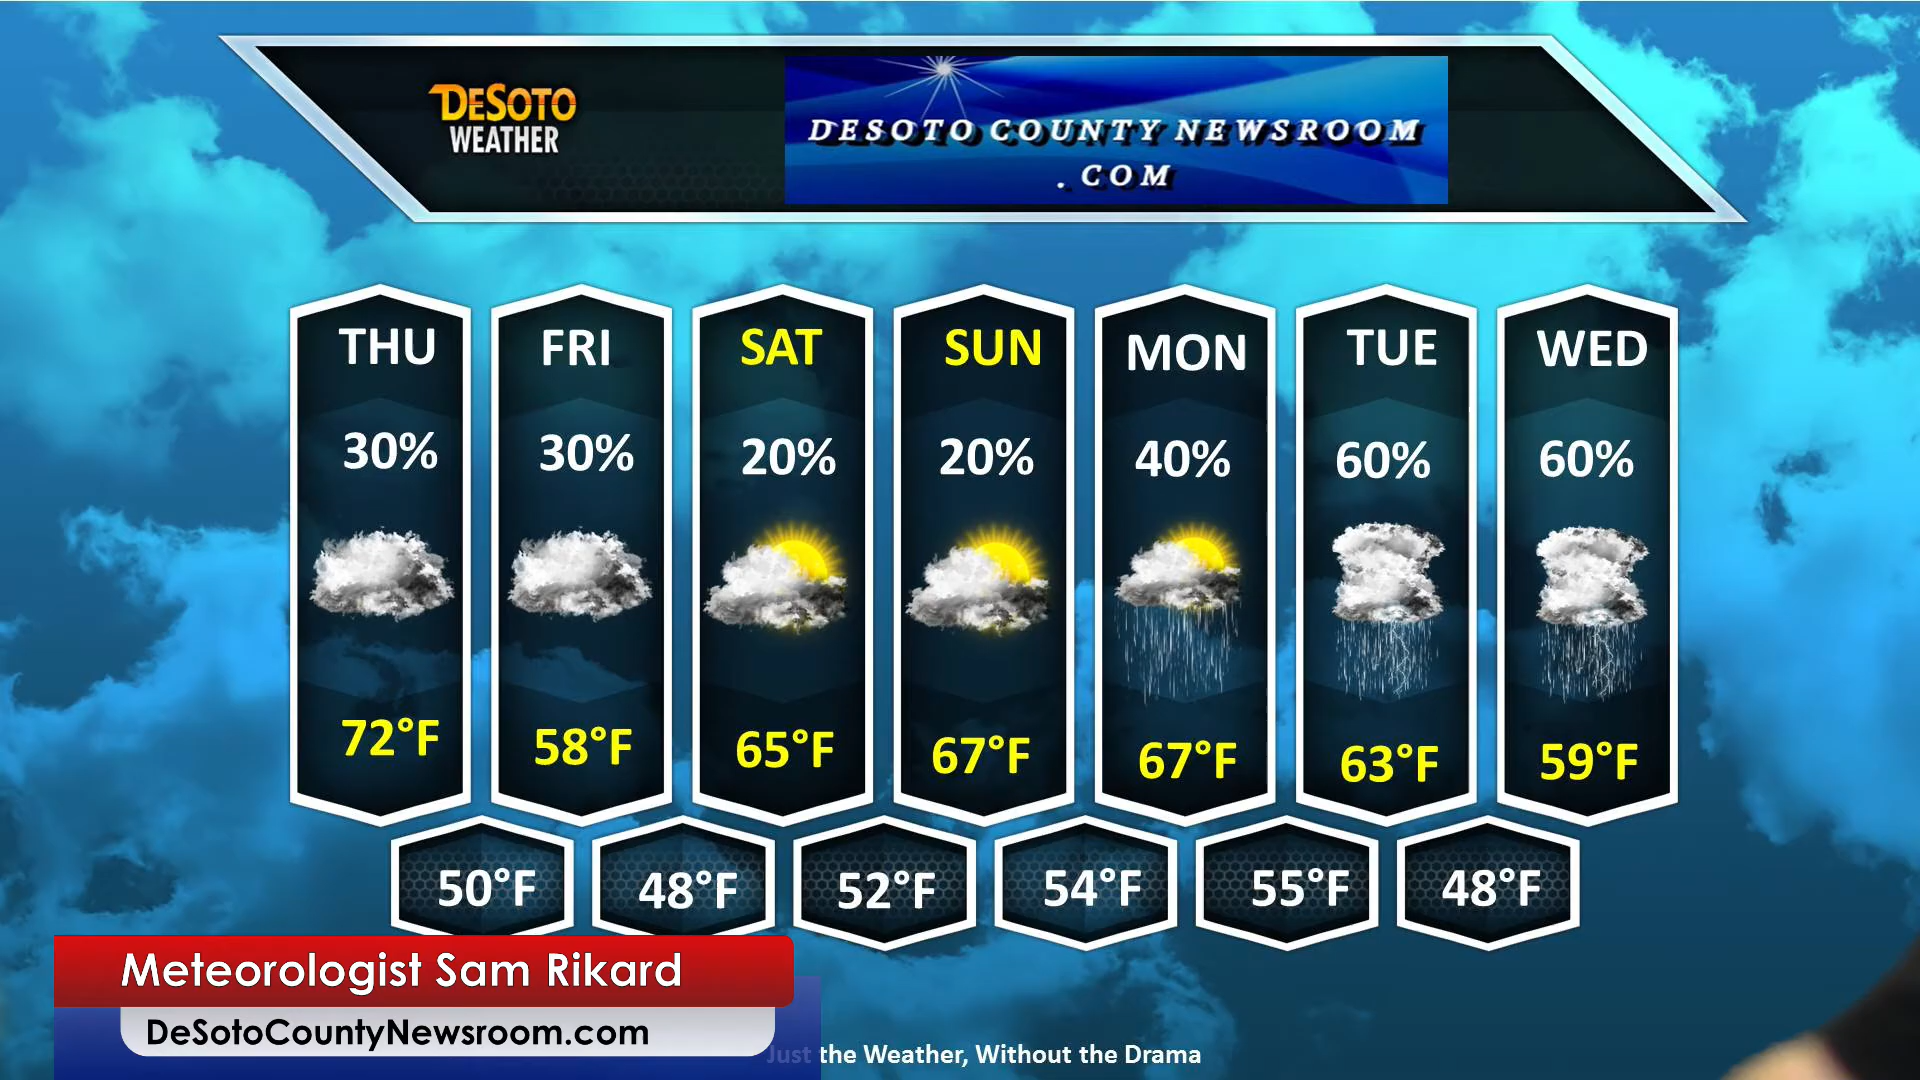 DESOTO
WEATHER
DESOTO COUNTY NEWSROOM
.COM
THU FRI SAT SUN MON TUE WED
30% 30% 20% 20% 40% 60% 60%
72°F 58°F 65°F 67°F 67°F 63°F 59°F
50°F 48°F 52°F 54°F 55°F 48°F
Meteorologist Sam Rikard
DeSotoCountyNewsroom.com
Just the Weather, Without the Drama